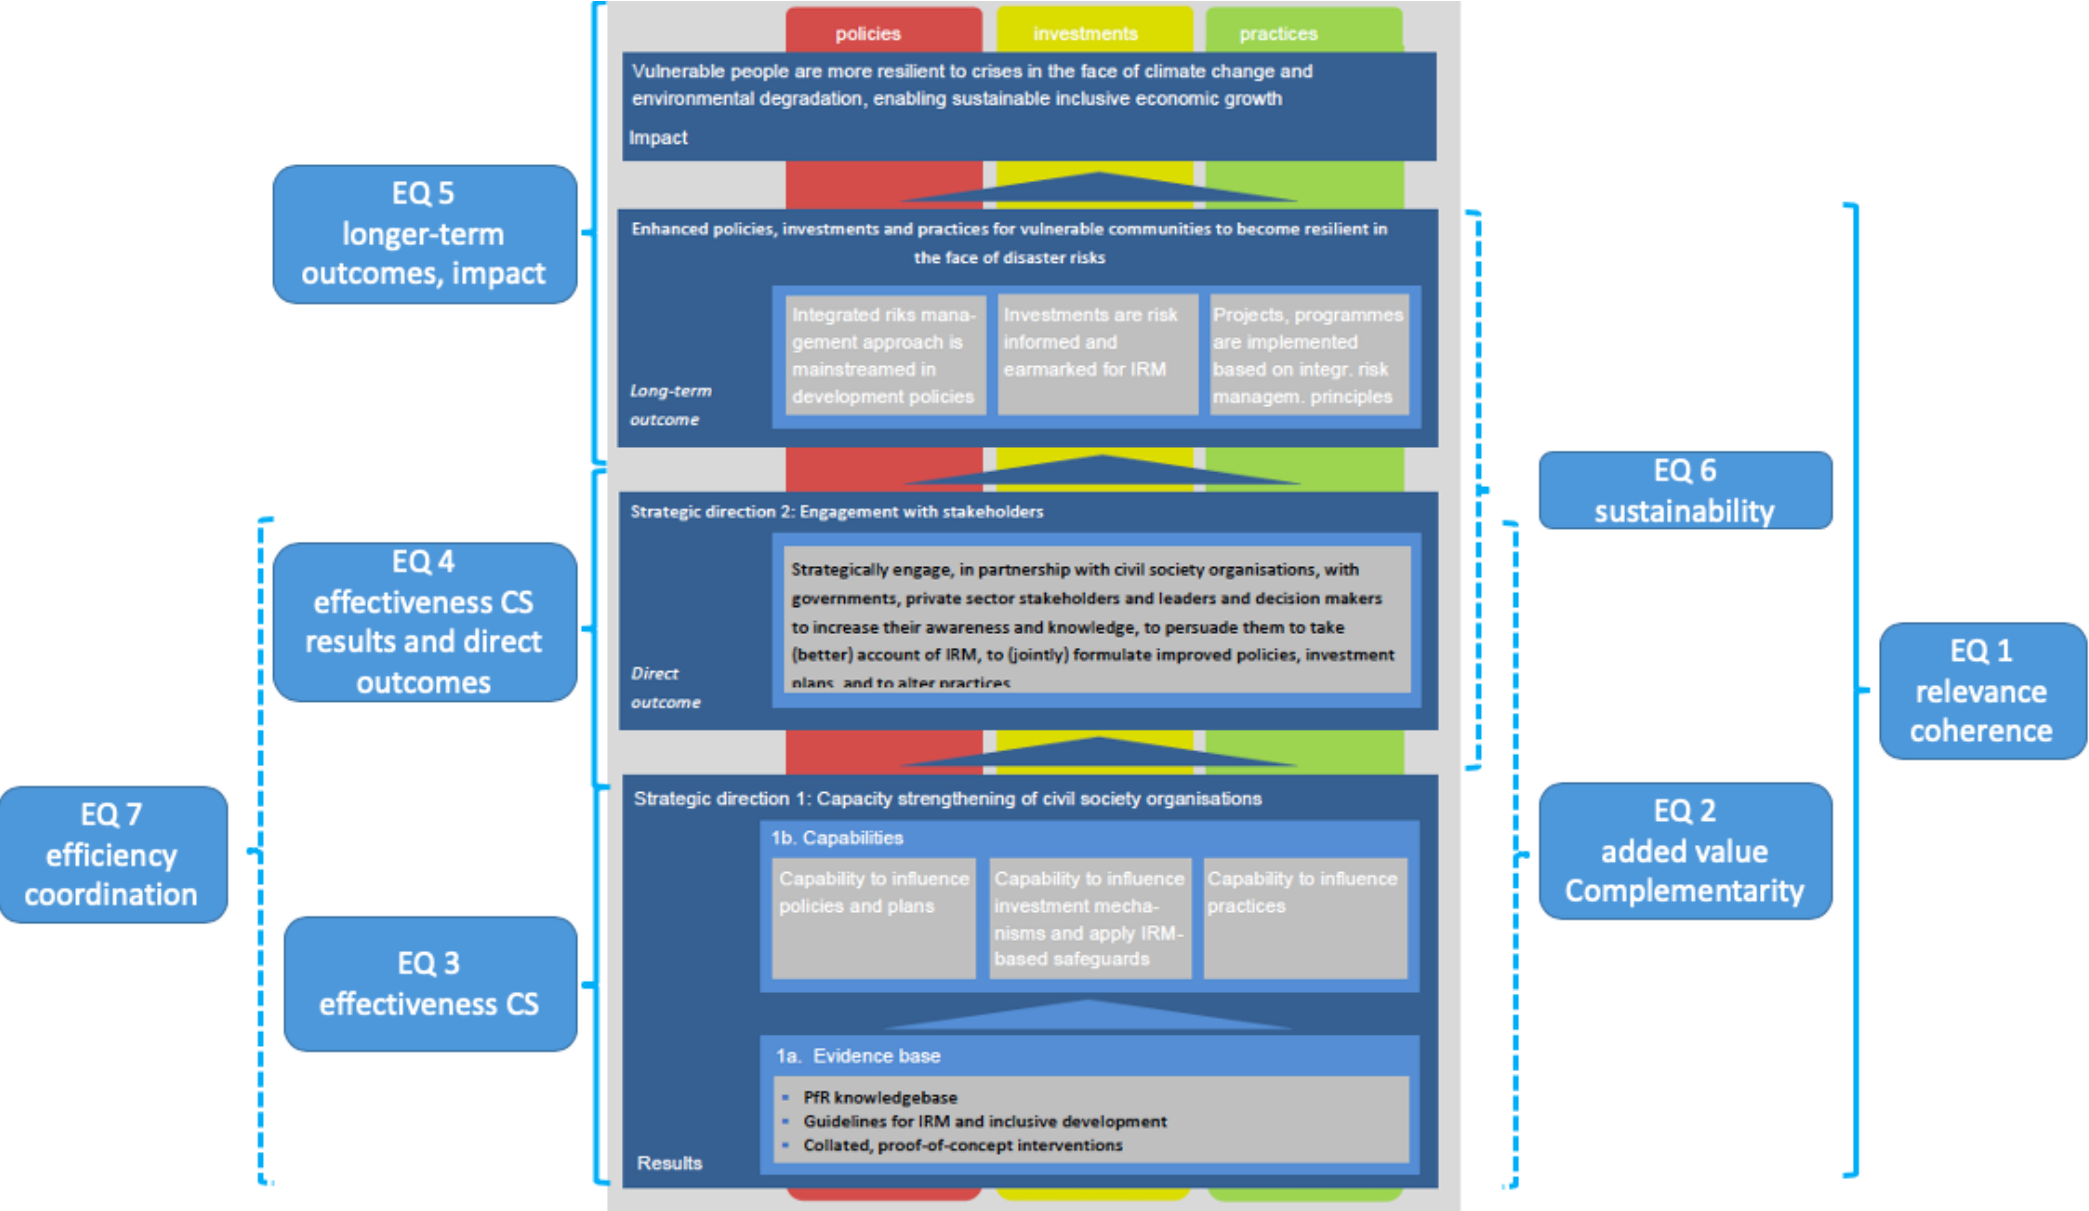 policies
investments
practices
Vulnerable people are more resilient to crises in the face of climate change and
environmental degradation, enabling sustainable inclusive economic growth
Impact
EQ 5
longer-term
outcomes, impact
Enhanced policies, investments and practices for vulnerable communities to become resilient in
the face of disaster risks
Integrated riks mana-
gement approach is
mainstreamed in
development policies
Investments are risk
informed and
earmarked for IRM
Projects, programmes
are implemented
based on integr. risk
managem. principles
Long-term
outcome
EQ 6
sustainability
Strategic direction 2: Engagement with stakeholders
Strategically engage, in partnership with civil society organisations, with
governments, private sector stakeholders and leaders and decision makers
to increase their awareness and knowledge, to persuade them to take
(better) account of IRM, to (jointly) formulate improved policies, investment
plans, and to alter practices
Direct
outcome
EQ 4
effectiveness CS
results and direct
outcomes
EQ 1
relevance
coherence
Strategic direction 1: Capacity strengthening of civil society organisations
1b. Capabilities
Capability to influence
policies and plans
Capability to influence
investment mecha-
nisms and apply IRM-
based safeguards
Capability to influence
practices
EQ 7
efficiency
coordination
EQ 2
added value
Complementarity
EQ 3
effectiveness CS
1a. Evidence base
▪ PfR knowledgebase
▪ Guidelines for IRM and inclusive development
▪ Collated, proof-of-concept interventions
Results